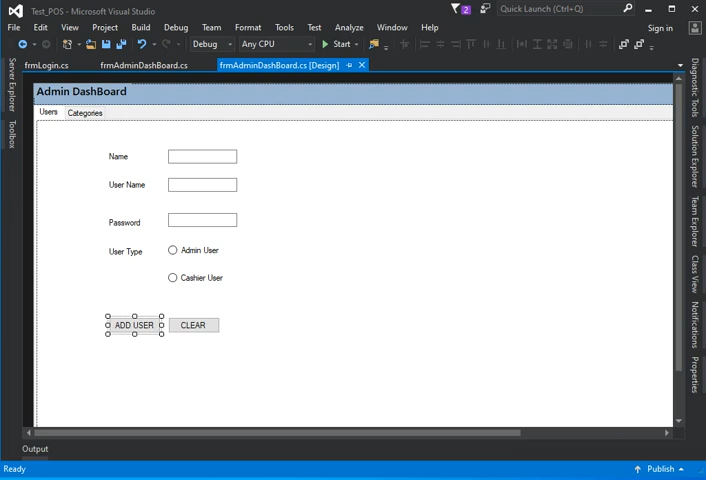 Test_POS - Microsoft Visual Studio
2
Quick Launch (Ctrl+Q)
File Edit View Project Build Debug Team Format Tools Test Analyze Window Help
Sign in
Debug Any CPU Start
frmLogin.cs frmAdminDashBoard.cs frmAdminDashBoard.cs [Design]
Server Explorer
Toolbox
Admin DashBoard
Users Categories
Name
User Name
Password
User Type Admin User
Cashier User
ADD USER CLEAR
Diagnostic Tools
Solution Explorer
Team Explorer
Class View
Notifications
Properties
Output
Ready
Publish